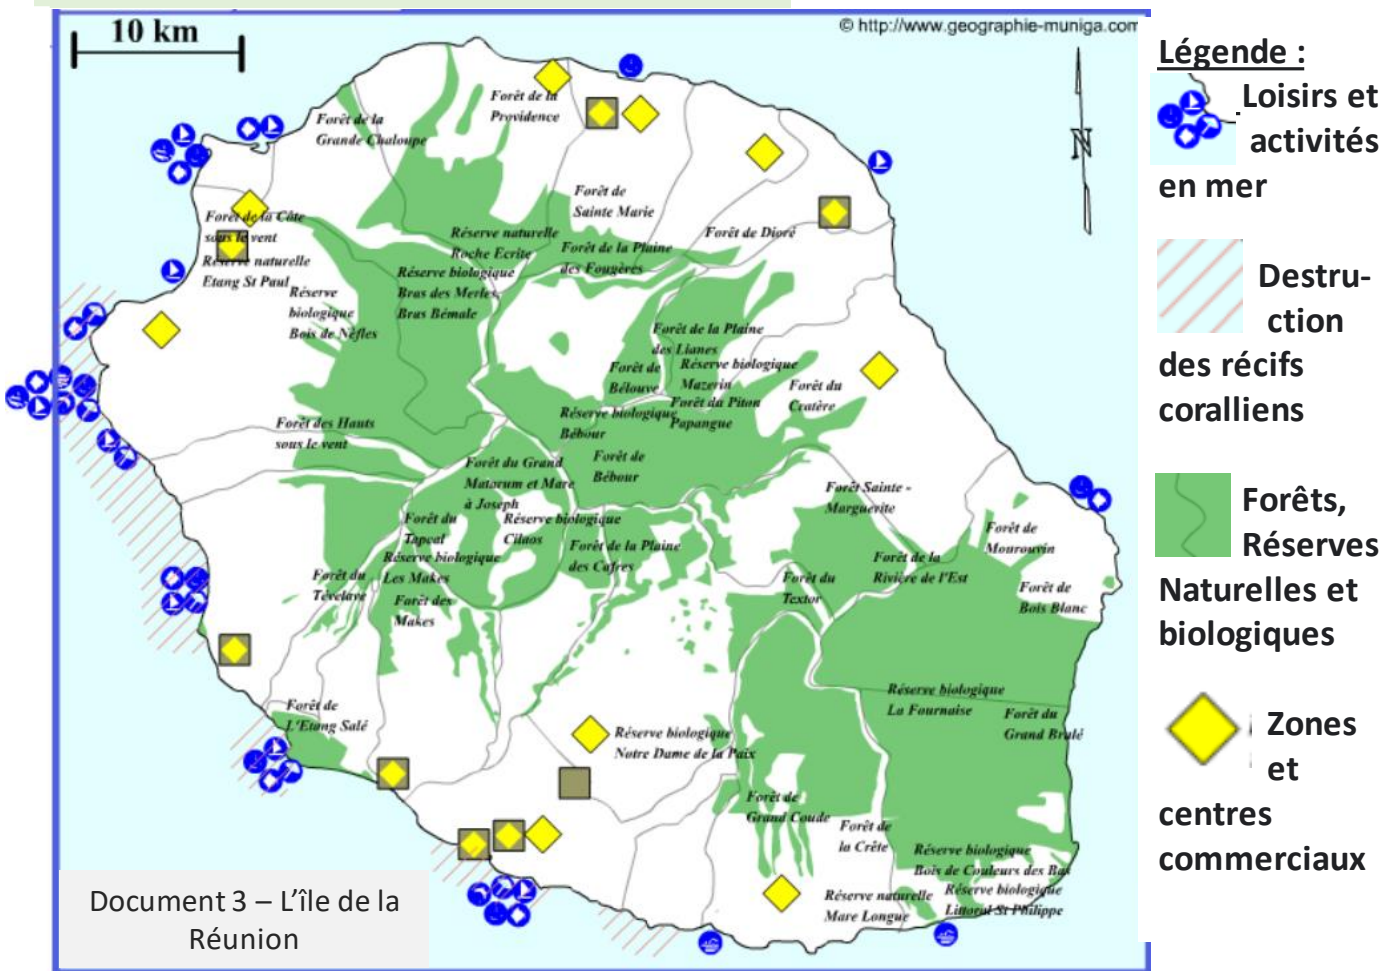 10 km
© http://www.geographie-muniga.com
N
Forêt de la
Providence
Forêt de la
Grande Chaloupe
Forêt de
Sainte Marie
Forêt de la Côte
sous le vent
Réserve naturelle
Etang St Paul
Réserve naturelle
Roche Ecrite
Forêt de Dioré
Forêt de la Plaine
des Fougères
Réserve biologique
Bras des Merles
Bras Bémale
Réserve
biologique
Bois de Nèfles
Forêt de la Plaine
des Lianes
Forêt de
Bélouve
Réserve biologique
Mazerin
Forêt du
Cratère
Forêt du Piton
Papangue
Réserve biologique
Bébour
Forêt des Hauts
sous le vent
Forêt de
Bébour
Forêt du Grand
Matarum et Mare
à Joseph
Forêt Sainte -
Marguerite
Forêt du
Tapcal
Réserve biologique
Cilaos
Forêt de
Mourouvin
Forêt de la Plaine
des Cafres
Réserve biologique
Les Makes
Forêt de la
Rivière de l'Est
Forêt du
Tévelave
Forêt du
Textor
Forêt de
Bois Blanc
Forêt des
Makes
Réserve biologique
La Fournaise
Forêt du
Grand Brulé
Forêt de
L'Etang Salé
Réserve biologique
Notre Dame de la Paix
Forêt de
Grand Coude
Forêt de
la Crête
Réserve biologique
Bois de Couleurs des Bas
Réserve naturelle
Mare Longue
Réserve biologique
Littoral St Philippe
Document 3 – L’île de la
Réunion
Légende :
Loisirs et
activités
en mer
Destru-
ction
des récifs
coralliens
Forêts,
Réserves
Naturelles et
biologiques
Zones
et
centres
commerciaux